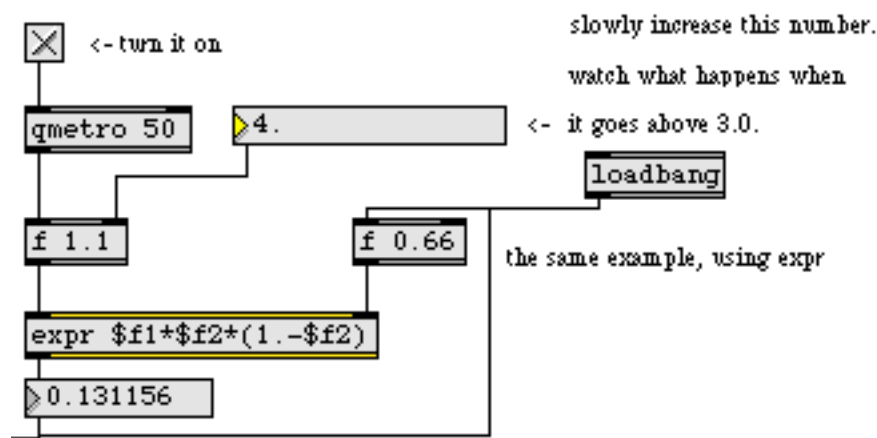 slowly increase this number.
<- turn it on
watch what happens when
qmetro 50
4.
<- it goes above 3.0.
loadbang
f 1.1
f 0.66
the same example, using expr
expr $f1*$f2*(1.-$f2)
0.131156